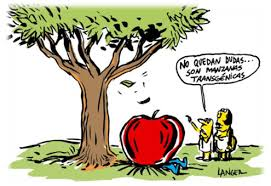 NO QUEDAN DUDAS...
SON MANZANAS
TRANSGÉNICAS
LANGER